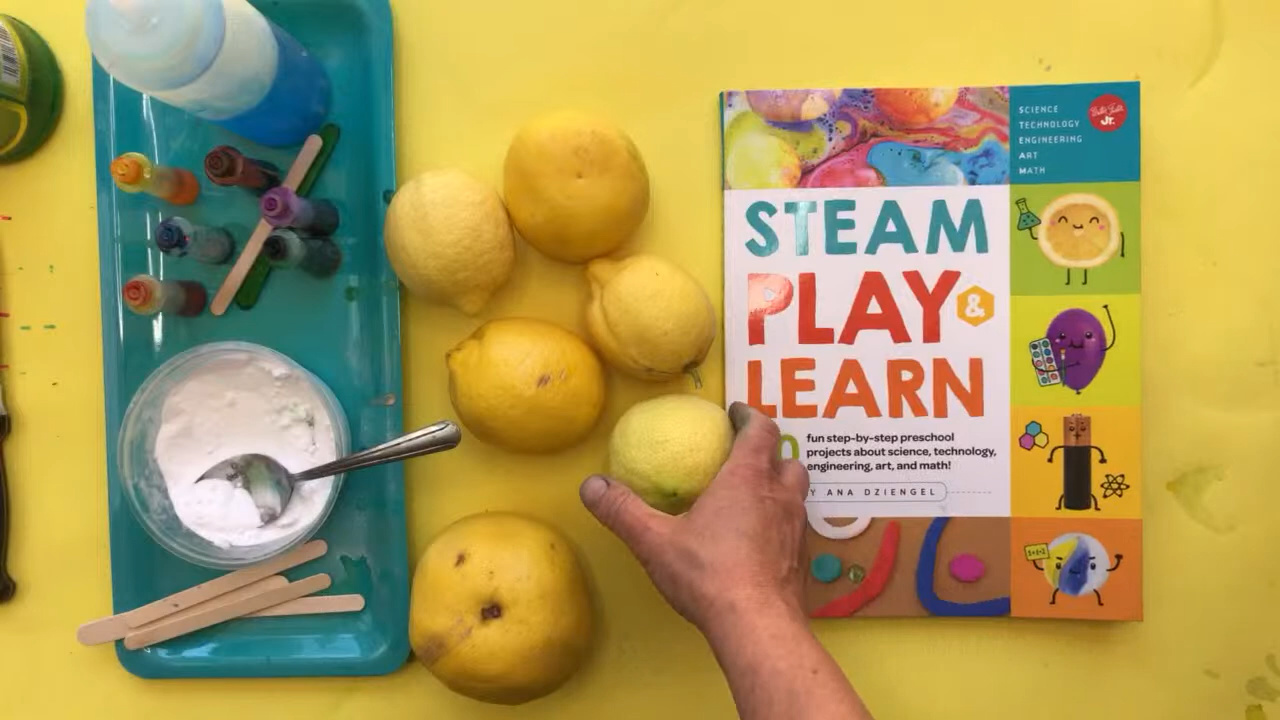 SCIENCE
TECHNOLOGY
ENGINEERING
ART
MATH
Jr.
STEAM
PLAY &
LEARN
fun step-by-step preschool
projects about science, technology,
engineering, art, and math!
ANA DZIENGEL